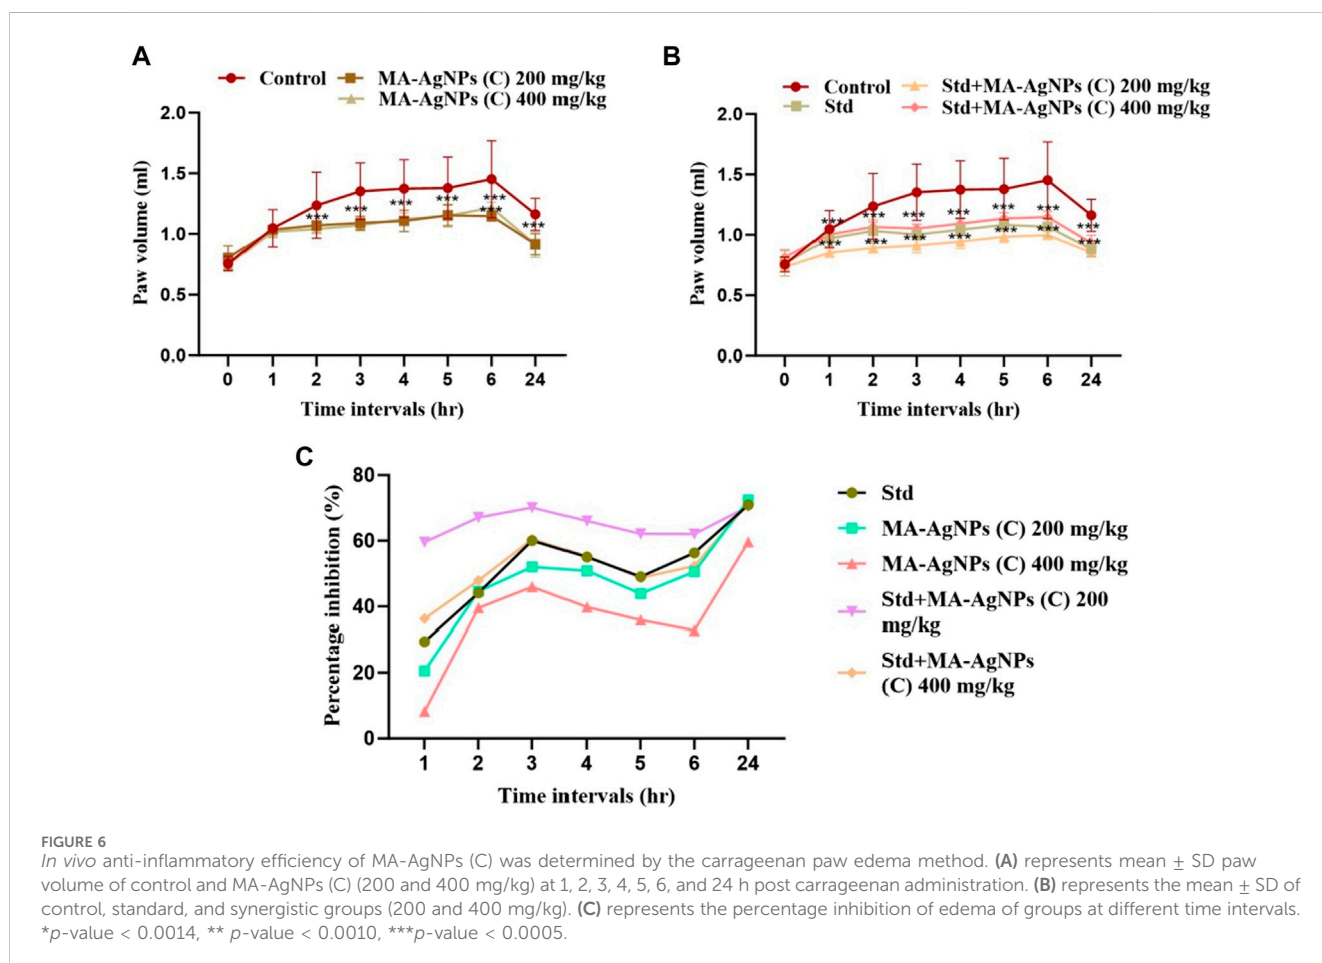 A
Control
MA-AgNPs (C) 200 mg/kg
MA-AgNPs (C) 400 mg/kg
Paw volume (ml)
2.0
1.5
1.0
0.5
0.0
***
***
***
***
***
***
***
0 1 2 3 4 5 6 24
Time intervals (hr)
B
Control
Std
Std+MA-AgNPs (C) 200 mg/kg
Std+MA-AgNPs (C) 400 mg/kg
Paw volume (ml)
2.0
1.5
1.0
0.5
0.0
*** *** *** *** *** *** ***
*** *** *** *** *** *** ***
0 1 2 3 4 5 6 24
Time intervals (hr)
C
Percentage inhibition (%)
80
60
40
20
0
1 2 3 4 5 6 24
Time intervals (hr)
Std
MA-AgNPs (C) 200 mg/kg
MA-AgNPs (C) 400 mg/kg
Std+MA-AgNPs (C) 200
mg/kg
Std+MA-AgNPs
(C) 400 mg/kg
FIGURE 6
In vivo anti-inflammatory efficiency of MA-AgNPs (C) was determined by the carrageenan paw edema method. (A) represents mean ± SD paw
volume of control and MA-AgNPs (C) (200 and 400 mg/kg) at 1, 2, 3, 4, 5, 6, and 24 h post carrageenan administration. (B) represents the mean ± SD of
control, standard, and synergistic groups (200 and 400 mg/kg). (C) represents the percentage inhibition of edema of groups at different time intervals.
*p-value < 0.0014, ** p-value < 0.0010, ***p-value < 0.0005.